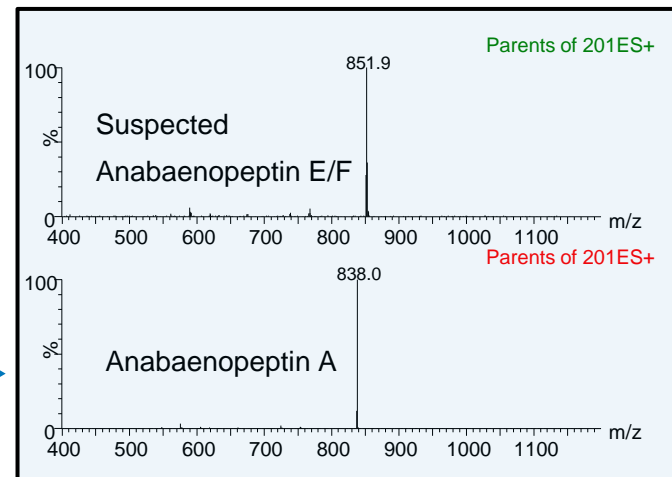 Parents of 201ES+
851.9
100
%
0
Suspected
Anabaenopeptin E/F
400 500 600 700 800 900 1000 1100
m/z
Parents of 201ES+
838.0
100
%
0
Anabaenopeptin A
400 500 600 700 800 900 1000 1100
m/z